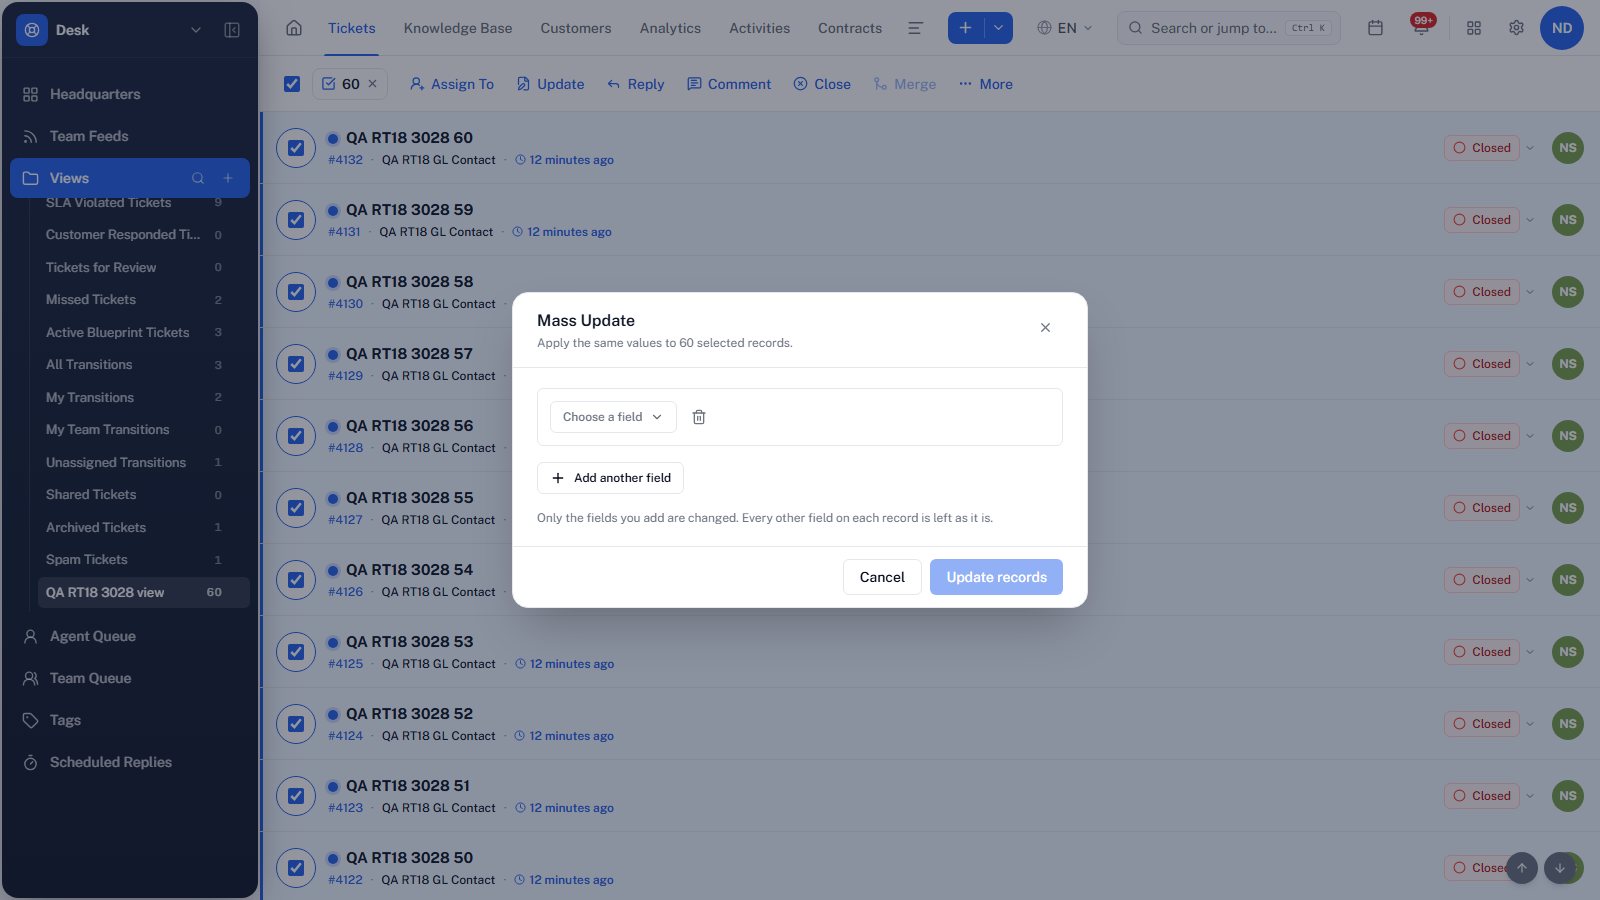 Desk
Headquarters
Team Feeds
Views
SLA Violated Tickets 9
Customer Responded Ti... 0
Tickets for Review 0
Missed Tickets 2
Active Blueprint Tickets 3
All Transitions 3
My Transitions 2
My Team Transitions 0
Unassigned Transitions 1
Shared Tickets 0
Archived Tickets 1
Spam Tickets 1
QA RT18 3028 view 60
Agent Queue
Team Queue
Tags
Scheduled Replies
Tickets Knowledge Base Customers Analytics Activities Contracts EN Search or jump to... Ctrl K 99+ ND
60 Assign To Update Reply Comment Close Merge More
QA RT18 3028 60
#4132 · QA RT18 GL Contact · 12 minutes ago
Closed NS
QA RT18 3028 59
#4131 · QA RT18 GL Contact · 12 minutes ago
Closed NS
QA RT18 3028 58
#4130 · QA RT18 GL Contact ·
Closed NS
QA RT18 3028 57
#4129 · QA RT18 GL Contact ·
Closed NS
QA RT18 3028 56
#4128 · QA RT18 GL Contact ·
Closed NS
QA RT18 3028 55
#4127 · QA RT18 GL Contact ·
Closed NS
QA RT18 3028 54
#4126 · QA RT18 GL Contact ·
Closed NS
QA RT18 3028 53
#4125 · QA RT18 GL Contact · 12 minutes ago
Closed NS
QA RT18 3028 52
#4124 · QA RT18 GL Contact · 12 minutes ago
Closed NS
QA RT18 3028 51
#4123 · QA RT18 GL Contact · 12 minutes ago
Closed NS
QA RT18 3028 50
#4122 · QA RT18 GL Contact · 12 minutes ago
Mass Update
Apply the same values to 60 selected records.
Choose a field
Add another field
Only the fields you add are changed. Every other field on each record is left as it is.
Cancel Update records